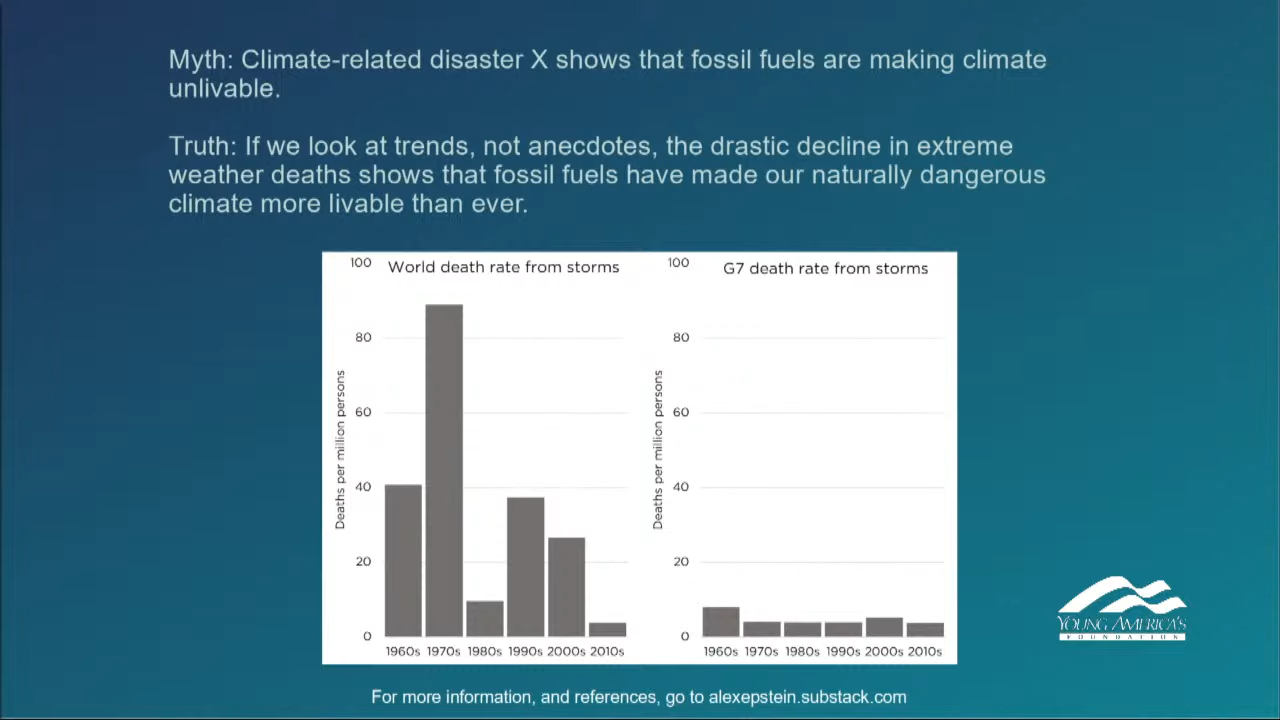 Myth: Climate-related disaster X shows that fossil fuels are making climate
unlivable.
Truth: If we look at trends, not anecdotes, the drastic decline in extreme
weather deaths shows that fossil fuels have made our naturally dangerous
climate more livable than ever.
World death rate from storms
Deaths per million persons
100
80
60
40
20
0
1960s 1970s 1980s 1990s 2000s 2010s
G7 death rate from storms
Deaths per million persons
100
80
60
40
20
0
1960s 1970s 1980s 1990s 2000s 2010s
YOUNG AMERICA'S
FOUNDATION
For more information, and references, go to alexepstein.substack.com